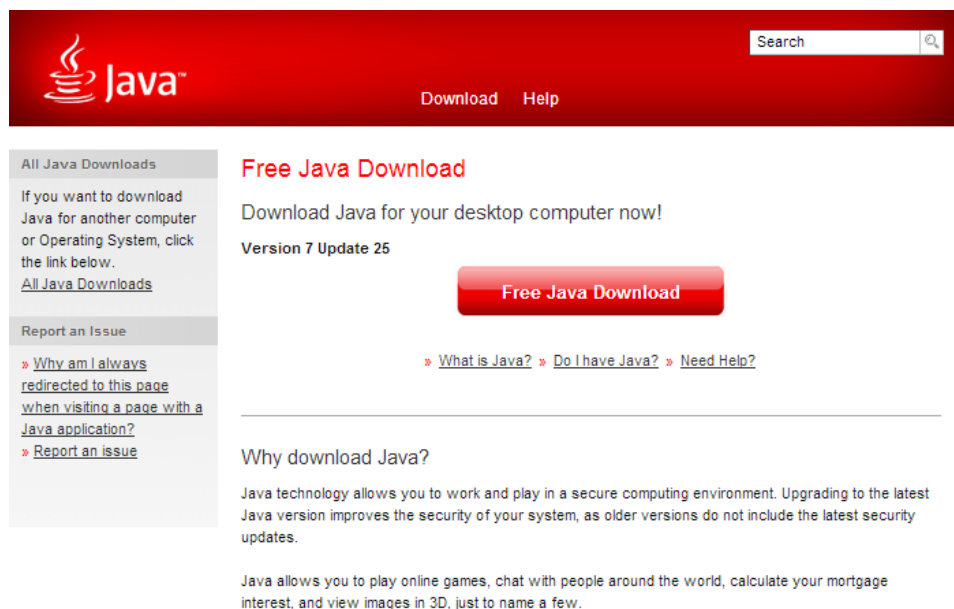 Java™
Search
Download Help
All Java Downloads
If you want to download
Java for another computer
or Operating System, click
the link below.
All Java Downloads
Report an Issue
» Why am I always
redirected to this page
when visiting a page with a
Java application?
» Report an issue
Free Java Download
Download Java for your desktop computer now!
Version 7 Update 25
Free Java Download
» What is Java? » Do I have Java? » Need Help?
Why download Java?
Java technology allows you to work and play in a secure computing environment. Upgrading to the latest
Java version improves the security of your system, as older versions do not include the latest security
updates.
Java allows you to play online games, chat with people around the world, calculate your mortgage
interest, and view images in 3D, just to name a few.